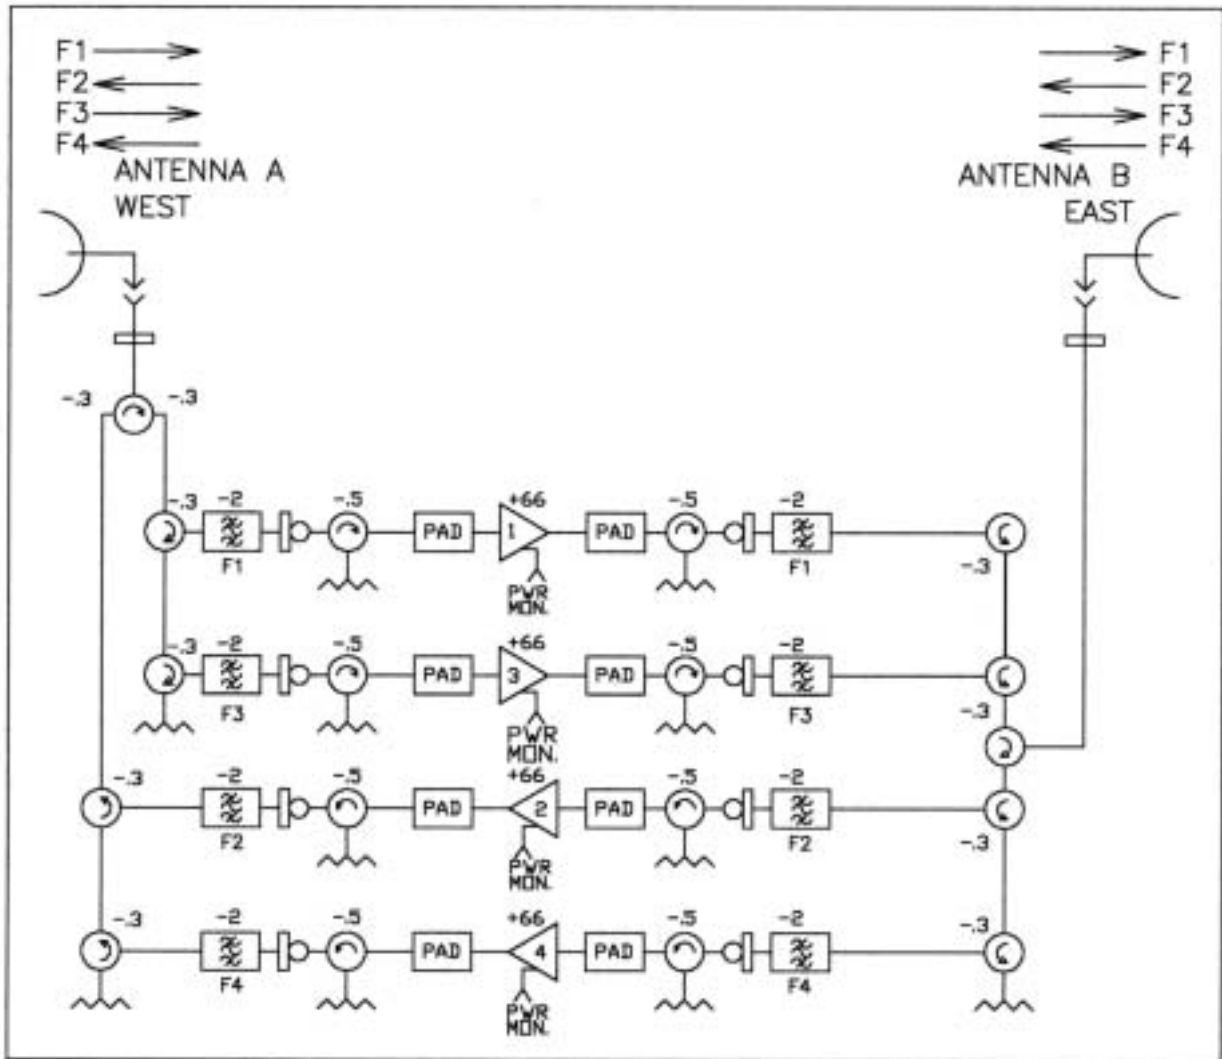 F1 F1
F2 F2
F3 F3
F4 F4
ANTENNA A ANTENNA B
WEST EAST
-.3 -.3
-.3 -2 -.5 +66 -.5 -2
PAD 1 PAD
F1 PWR MON. F1 -.3
-.3 -2 -.5 +66 -.5 -2
PAD 3 PAD
F3 PWR MON. F3 -.3
-.3 -2 -.5 +66 -.5 -2
PAD 2 PAD
F2 PWR MON. F2 -.3
-.3 -2 -.5 +66 -.5 -2 -.3
PAD 4 PAD
F4 PWR MON. F4